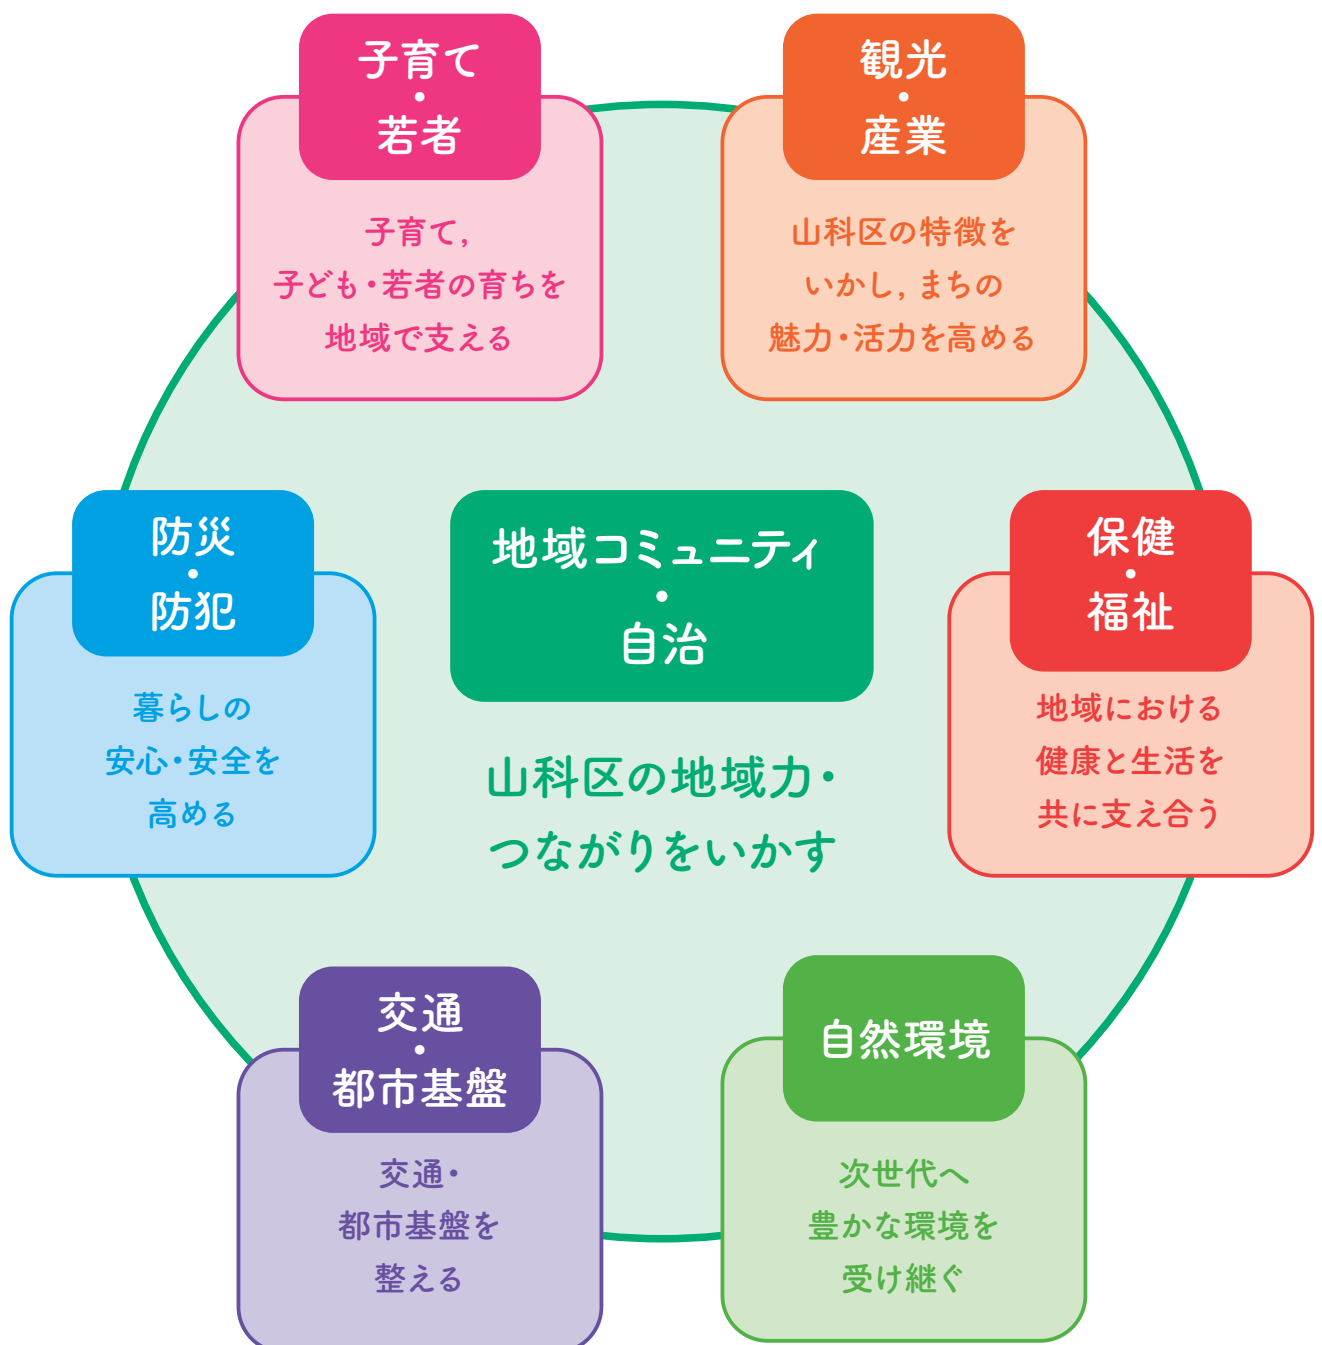 子育て
・
若者
子育て,
子ども・若者の育ちを
地域で支える
観光
・
産業
山科区の特徴を
いかし, まちの
魅力・活力を高める
防災
・
防犯
暮らしの
安心・安全を
高める
地域コミュニティ
・
自治
山科区の地域力・
つながりをいかす
保健
・
福祉
地域における
健康と生活を
共に支え合う
交通
・
都市基盤
交通・
都市基盤を
整える
自然環境
次世代へ
豊かな環境を
受け継ぐ